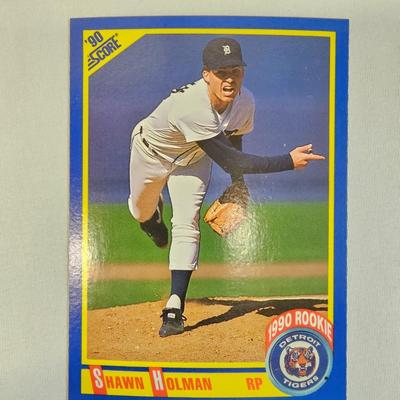 '90
SCORE
D
1990 ROOKIE
DETROIT
TIGERS
SHAWN HOLMAN RP